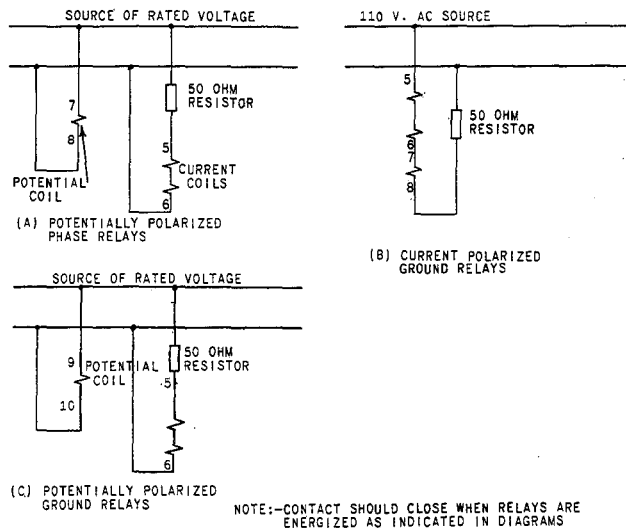 SOURCE OF RATED VOLTAGE
50 OHM
RESISTOR
7
8
5
6
POTENTIAL
COIL
CURRENT
COILS
(A) POTENTIALLY POLARIZED
PHASE RELAYS
110 V. AC SOURCE
5
6
7
8
50 OHM
RESISTOR
(B) CURRENT POLARIZED
GROUND RELAYS
SOURCE OF RATED VOLTAGE
50 OHM
RESISTOR
9
POTENTIAL
COIL
10
5
6
(C) POTENTIALLY POLARIZED
GROUND RELAYS
NOTE:-CONTACT SHOULD CLOSE WHEN RELAYS ARE
ENERGIZED AS INDICATED IN DIAGRAMS